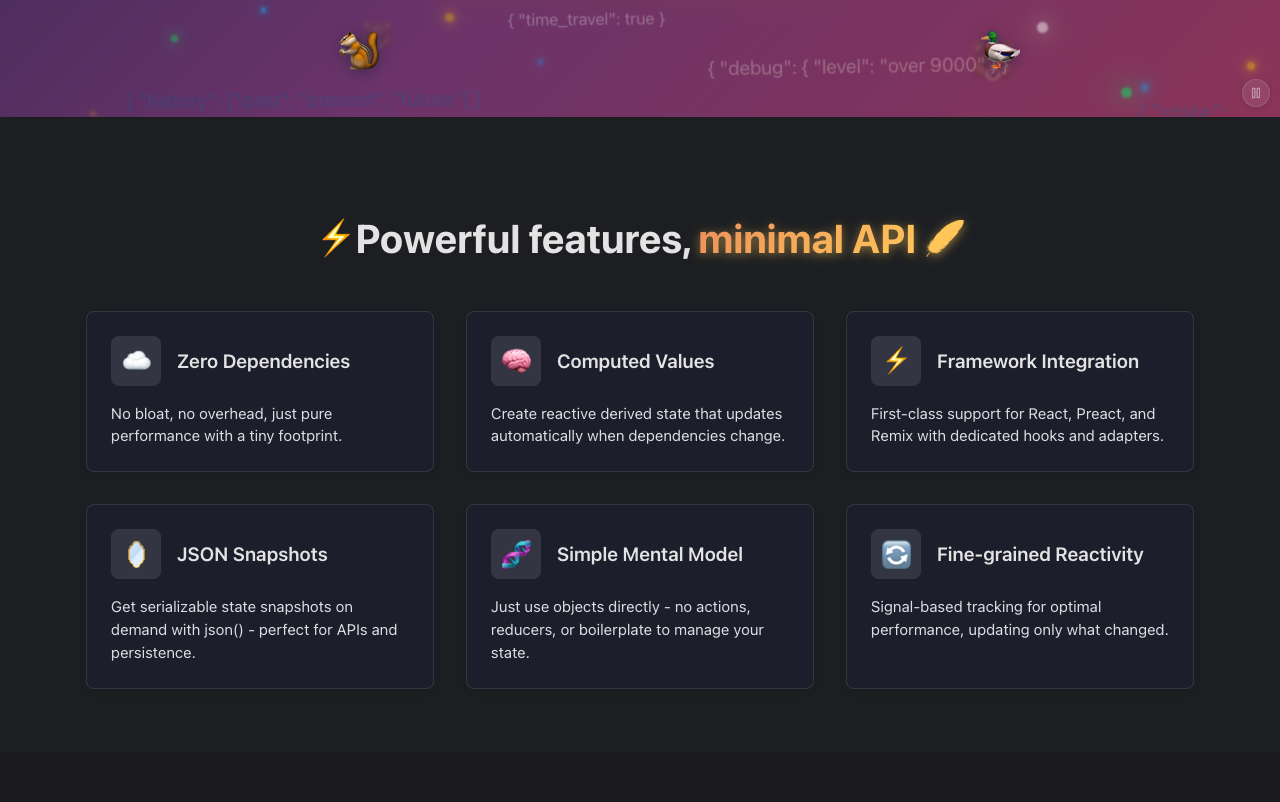 { "time_travel": true }
{ "debug": { "level": "over 9000" } }
{ "history": ["past", "present", "future"] }
Powerful features, minimal API
Zero Dependencies
No bloat, no overhead, just pure
performance with a tiny footprint.
Computed Values
Create reactive derived state that updates
automatically when dependencies change.
Framework Integration
First-class support for React, Preact, and
Remix with dedicated hooks and adapters.
JSON Snapshots
Get serializable state snapshots on
demand with json() - perfect for APIs and
persistence.
Simple Mental Model
Just use objects directly - no actions,
reducers, or boilerplate to manage your
state.
Fine-grained Reactivity
Signal-based tracking for optimal
performance, updating only what changed.